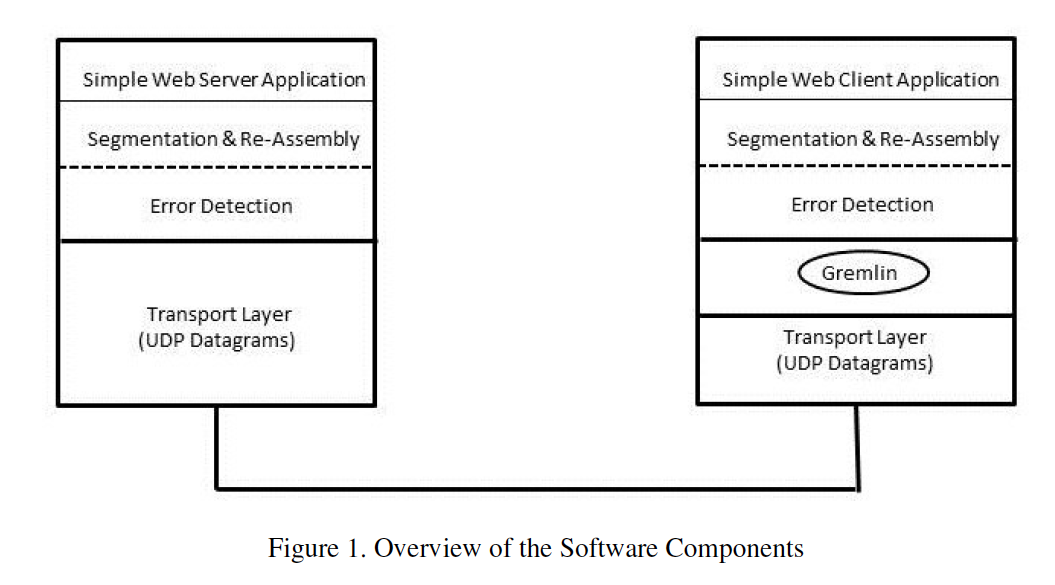 Simple Web Server Application
Segmentation & Re-Assembly
Error Detection
Transport Layer
(UDP Datagrams)
Simple Web Client Application
Segmentation & Re-Assembly
Error Detection
Gremlin
Transport Layer
(UDP Datagrams)
Figure 1. Overview of the Software Components